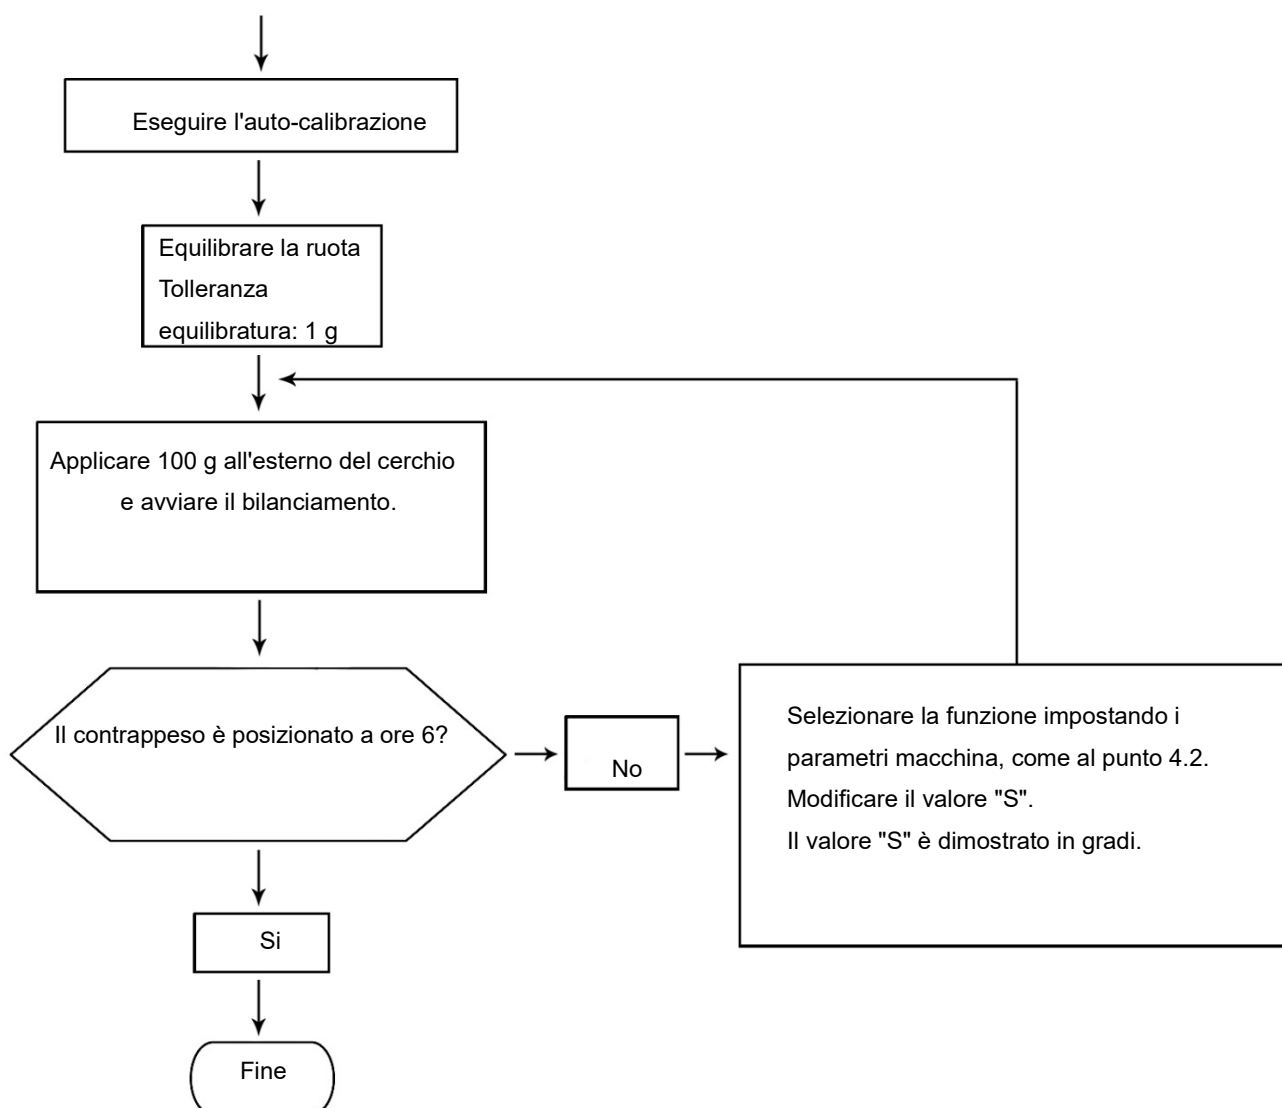 Eseguire l'auto-calibrazione
Equilibrare la ruota
Tolleranza
equilibratura: 1 g
Applicare 100 g all'esterno del cerchio
e avviare il bilanciamento.
Il contrappeso è posizionato a ore 6?
No
Selezionare la funzione impostando i
parametri macchina, come al punto 4.2.
Modificare il valore "S".
Il valore "S" è dimostrato in gradi.
Si
Fine